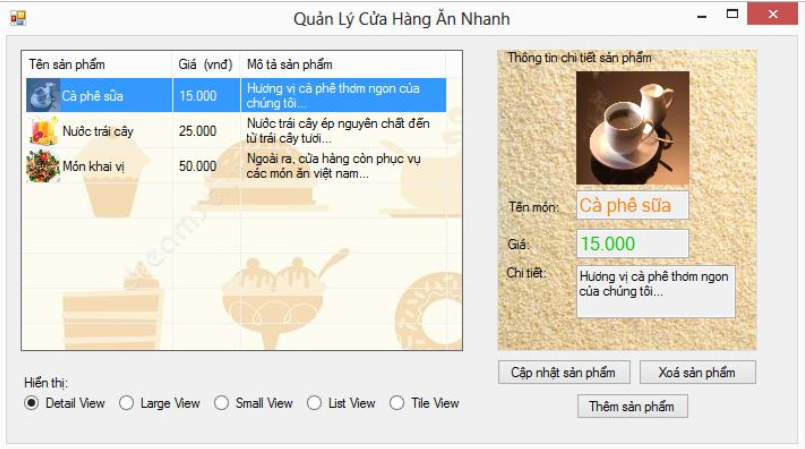 Quản Lý Cửa Hàng Ăn Nhanh
Tên sản phẩm Giá (vnđ) Mô tả sản phẩm
Cà phê sữa 15.000 Hương vị cà phê thơm ngon của
chúng tôi...
Nước trái cây 25.000 Nước trái cây ép nguyên chất đến
từ trái cây tươi...
Món khai vị 50.000 Ngoài ra, cửa hàng còn phục vụ
các món ăn việt nam...
Hiển thị:
Detail View Large View Small View List View Tile View
Thông tin chi tiết sản phẩm
Tên món: Cà phê sữa
Giá: 15.000
Chi tiết: Hương vị cà phê thơm ngon
của chúng tôi...
Cập nhật sản phẩm Xoá sản phẩm
Thêm sản phẩm